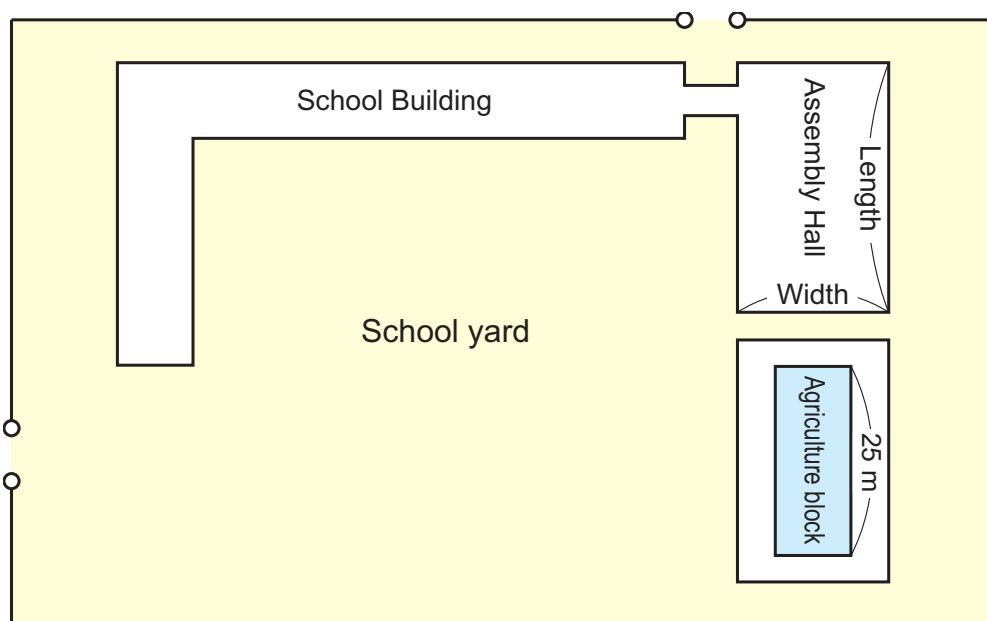 School Building
Assembly Hall
Length
Width
School yard
Agriculture block
25 m